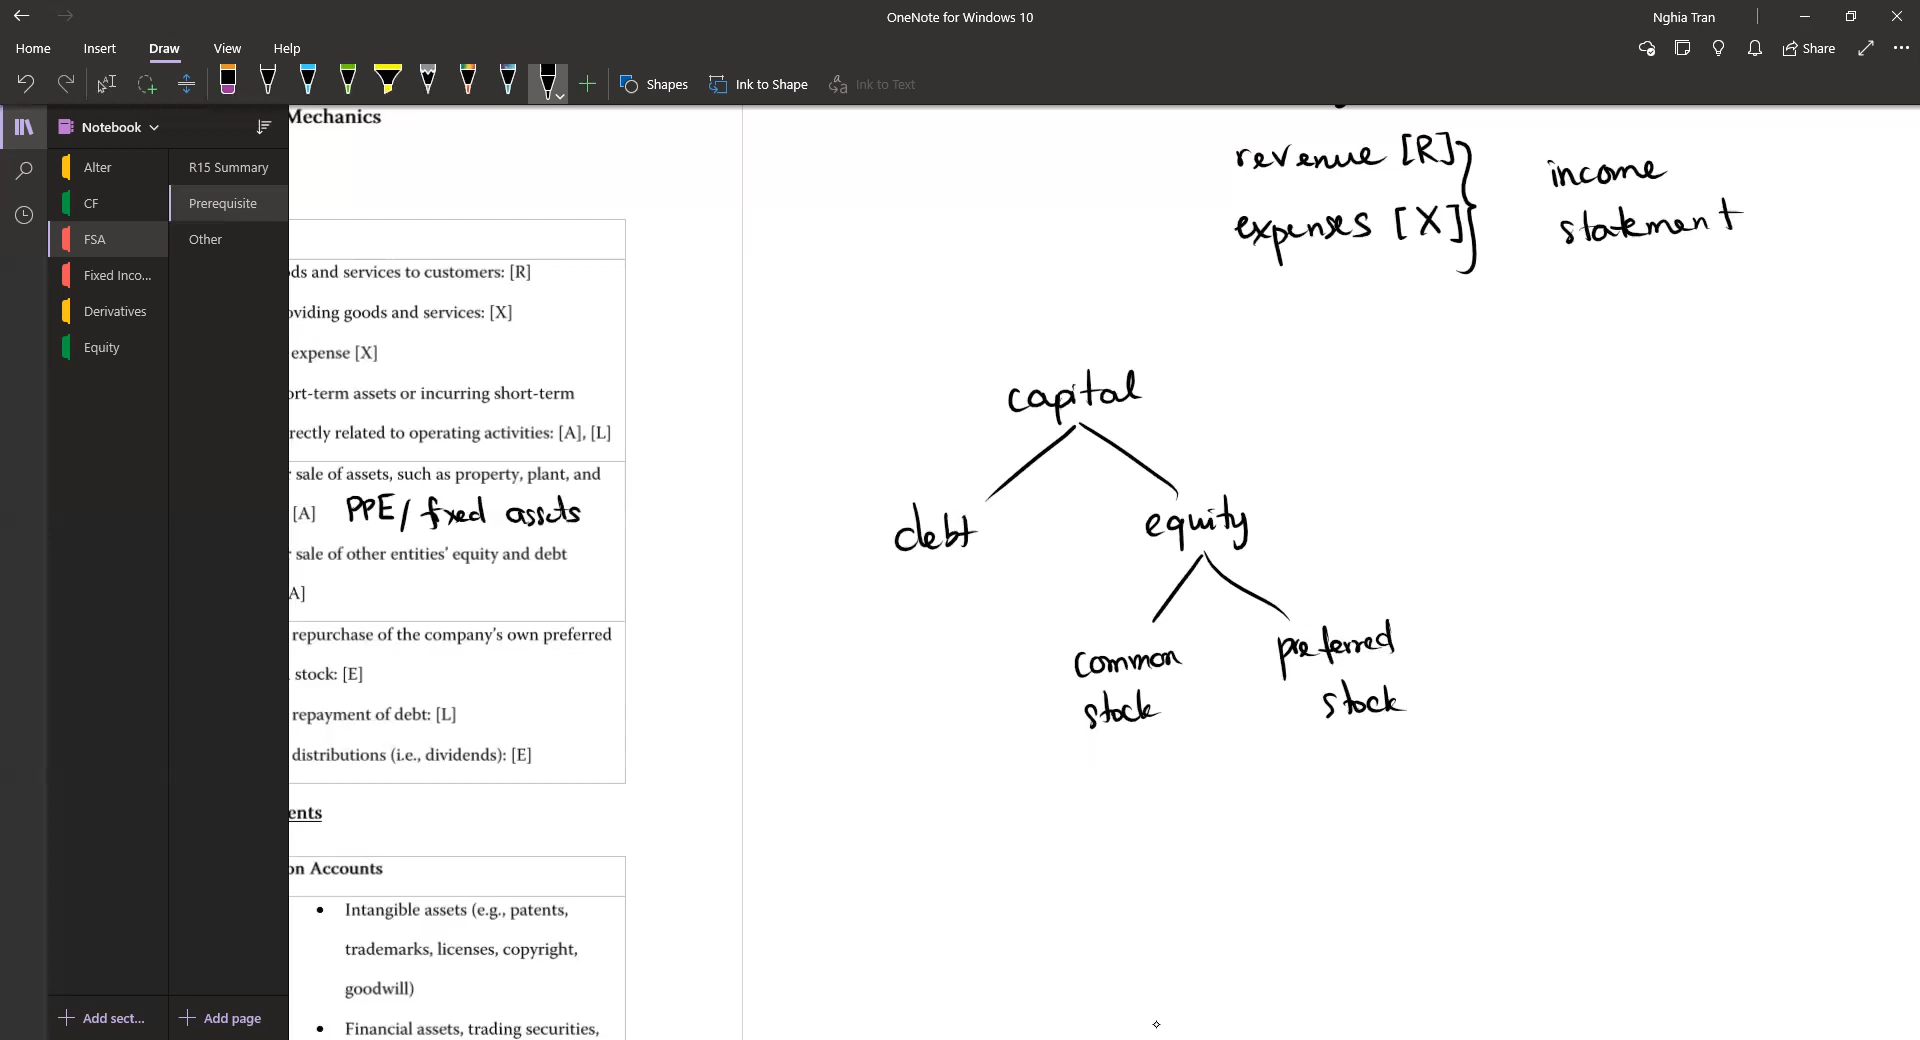 OneNote for Windows 10
Nghia Tran
Home Insert Draw View Help
Share
Shapes Ink to Shape Ink to Text
Notebook
Alter
CF
FSA
Fixed Inco...
Derivatives
Equity
R15 Summary
Prerequisite
Other
Add sect...
Add page
Mechanics
ds and services to customers: [R]
oviding goods and services: [X]
expense [X]
ort-term assets or incurring short-term
rectly related to operating activities: [A], [L]
sale of assets, such as property, plant, and
[A] PPE/ fixed assets
sale of other entities' equity and debt
A]
repurchase of the company's own preferred
stock: [E]
repayment of debt: [L]
distributions (i.e., dividends): [E]
ents
on Accounts
• Intangible assets (e.g., patents,
trademarks, licenses, copyright,
goodwill)
• Financial assets, trading securities,
revenue [R]
expenses [X]
income
statement
capital
debt
equity
common
stock
preferred
stock